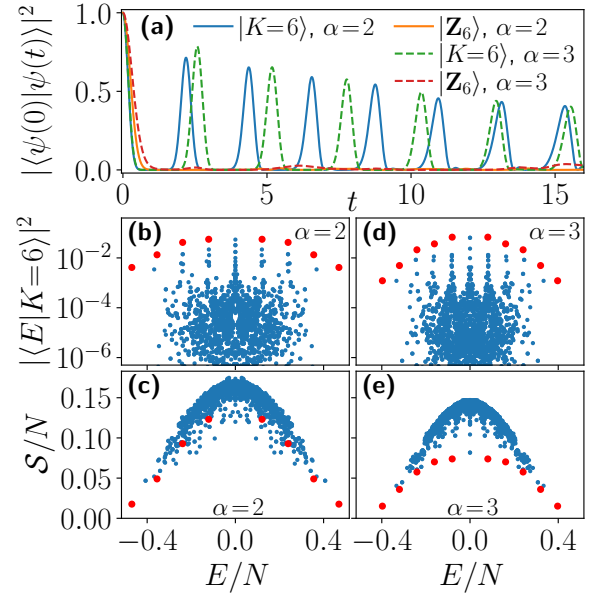 (a) |K=6⟩, α=2 |Z₆⟩, α=2
|K=6⟩, α=3
|Z₆⟩, α=3
|⟨ψ(0)|ψ(t)⟩|²
1.0
0.5
0.0
0 5 t 10 15
(b) α=2 (d) α=3
|⟨E|K=6⟩|²
10⁻²
10⁻⁴
10⁻⁶
(c) (e)
S/N
0.15
0.10
0.05
0.00
α=2 α=3
−0.4 0.0 0.4 −0.4 0.0 0.4
E/N E/N